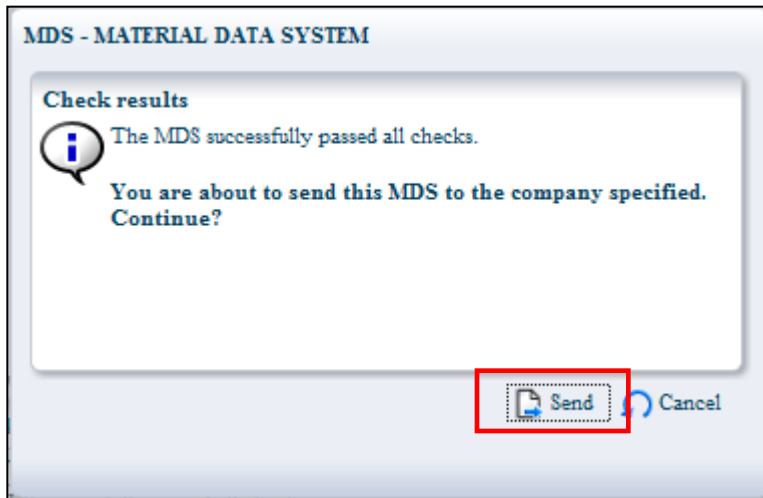 MDS - MATERIAL DATA SYSTEM
Check results
The MDS successfully passed all checks.
You are about to send this MDS to the company specified.
Continue?
Send Cancel